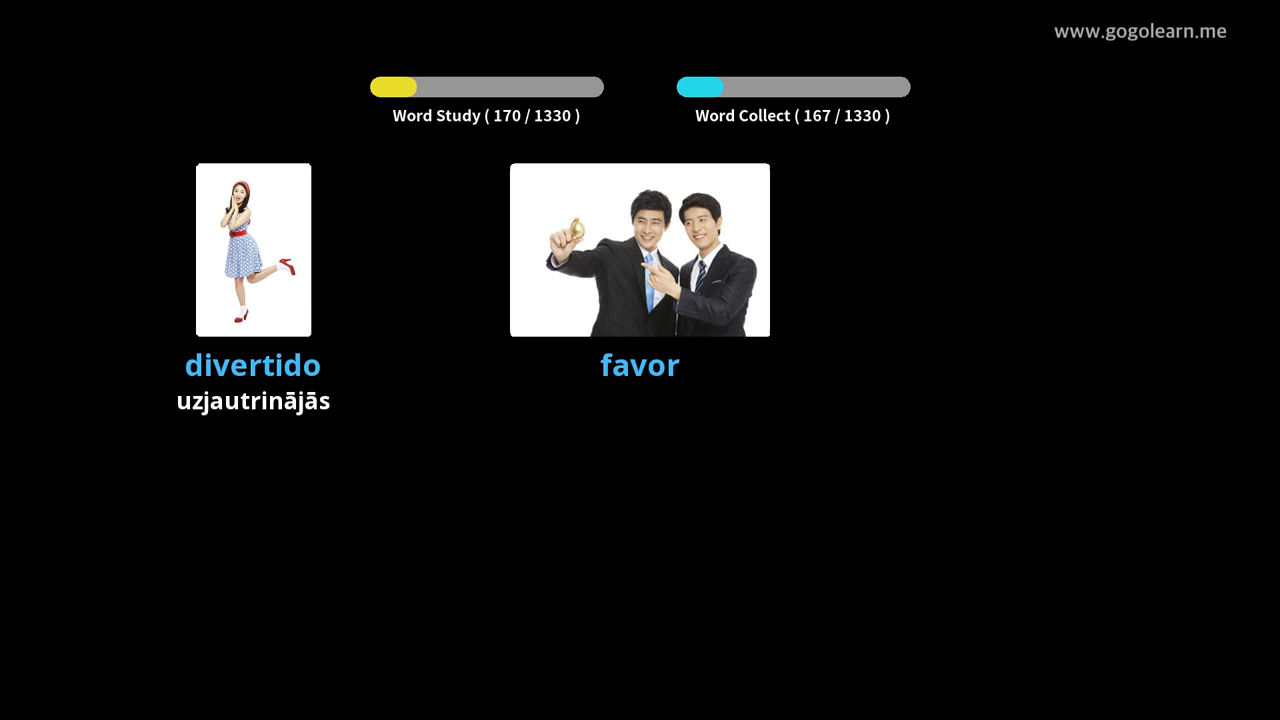 www.gogolearn.me
Word Study ( 170 / 1330 )
Word Collect ( 167 / 1330 )
divertido
uzjautrinājās
favor